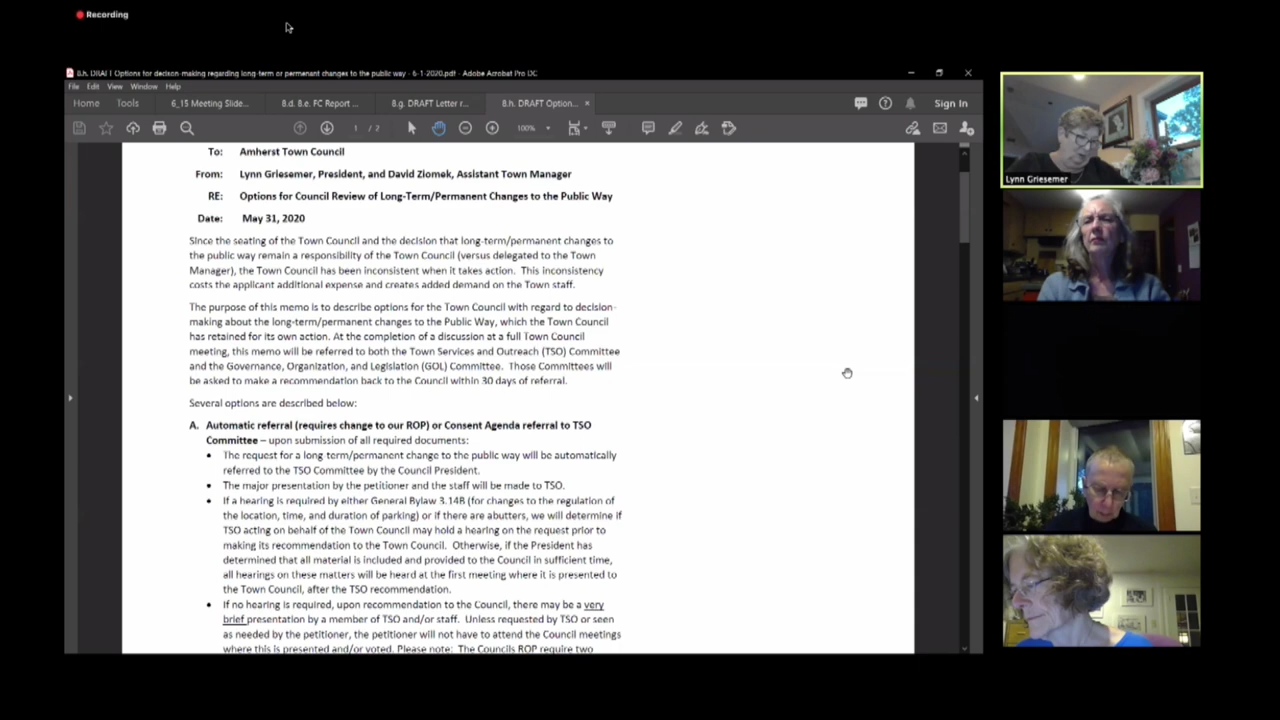 Recording
8.h. DRAFT Options for decison-making regarding long-term or permenant changes to the public way - 6-1-2020.pdf - Adobe Acrobat Pro DC
File Edit View Window Help
Home Tools 6_15 Meeting Slide... 8.d. 8.e. FC Report ... 8.g. DRAFT Letter r... 8.h. DRAFT Option... × Sign In
1 / 2 100%
To: Amherst Town Council
From: Lynn Griesemer, President, and David Ziomek, Assistant Town Manager
RE: Options for Council Review of Long-Term/Permanent Changes to the Public Way
Date: May 31, 2020
Since the seating of the Town Council and the decision that long-term/permanent changes to
the public way remain a responsibility of the Town Council (versus delegated to the Town
Manager), the Town Council has been inconsistent when it takes action. This inconsistency
costs the applicant additional expense and creates added demand on the Town staff.
The purpose of this memo is to describe options for the Town Council with regard to decision-
making about the long-term/permanent changes to the Public Way, which the Town Council
has retained for its own action. At the completion of a discussion at a full Town Council
meeting, this memo will be referred to both the Town Services and Outreach (TSO) Committee
and the Governance, Organization, and Legislation (GOL) Committee. Those Committees will
be asked to make a recommendation back to the Council within 30 days of referral.
Several options are described below:
A. Automatic referral (requires change to our ROP) or Consent Agenda referral to TSO
Committee – upon submission of all required documents:
• The request for a long term/permanent change to the public way will be automatically
referred to the TSO Committee by the Council President.
• The major presentation by the petitioner and the staff will be made to TSO.
• If a hearing is required by either General Bylaw 3.14B (for changes to the regulation of
the location, time, and duration of parking) or if there are abutters, we will determine if
TSO acting on behalf of the Town Council may hold a hearing on the request prior to
making its recommendation to the Town Council. Otherwise, if the President has
determined that all material is included and provided to the Council in sufficient time,
all hearings on these matters will be heard at the first meeting where it is presented to
the Town Council, after the TSO recommendation.
• If no hearing is required, upon recommendation to the Council, there may be a very
brief presentation by a member of TSO and/or staff. Unless requested by TSO or seen
as needed by the petitioner, the petitioner will not have to attend the Council meetings
where this is presented and/or voted. Please note: The Councils ROP require two
Lynn Griesemer